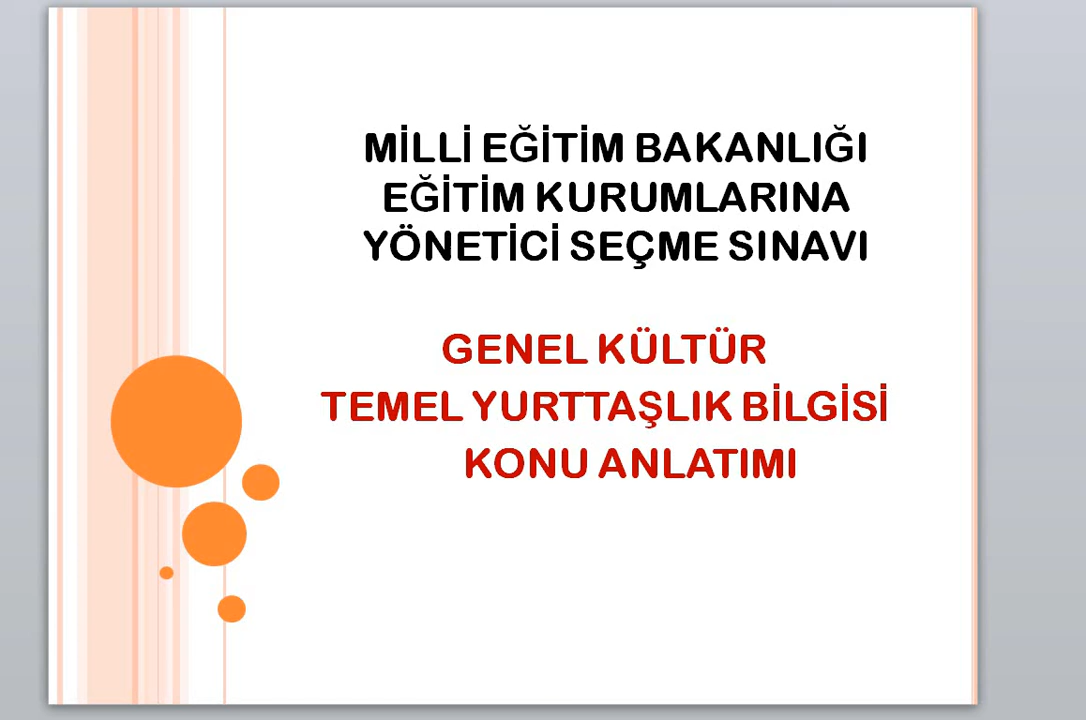 MİLLİ EĞİTİM BAKANLIĞI
EĞİTİM KURUMLARINA
YÖNETİCİ SEÇME SINAVI
GENEL KÜLTÜR
TEMEL YURTTAŞLIK BİLGİSİ
KONU ANLATIMI